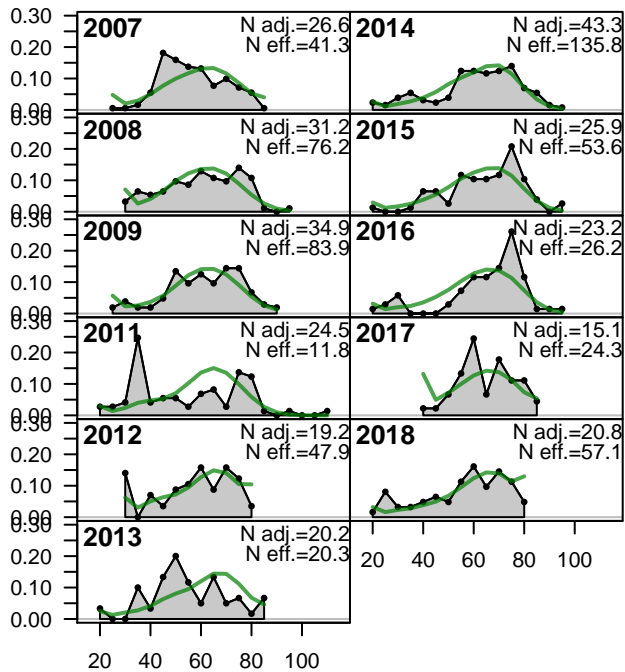 0.30
0.20
0.10
0.00
2007
N adj.=26.6
N eff.=41.3
2014
N adj.=43.3
N eff.=135.8
0.30
0.20
0.10
0.00
2008
N adj.=31.2
N eff.=76.2
2015
N adj.=25.9
N eff.=53.6
0.30
0.20
0.10
0.00
2009
N adj.=34.9
N eff.=83.9
2016
N adj.=23.2
N eff.=26.2
0.30
0.20
0.10
0.00
2011
N adj.=24.5
N eff.=11.8
2017
N adj.=15.1
N eff.=24.3
0.30
0.20
0.10
0.00
2012
N adj.=19.2
N eff.=47.9
2018
N adj.=20.8
N eff.=57.1
20 40 60 80 100
0.30
0.20
0.10
0.00
2013
N adj.=20.2
N eff.=20.3
20 40 60 80 100